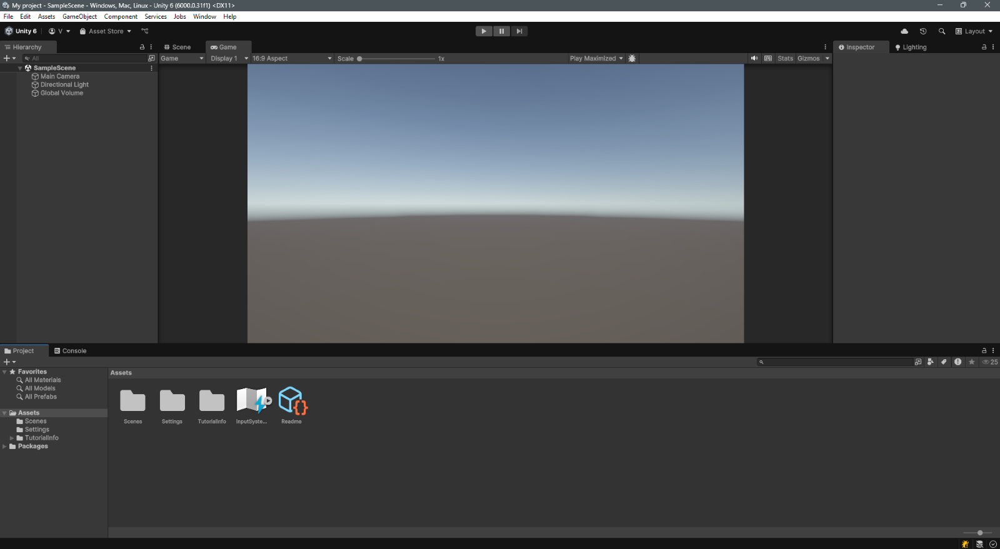 My project - SampleScene - Windows, Mac, Linux - Unity 6 (6000.0.31f1) <DX11>
File Edit Assets GameObject Component Services Jobs Window Help
Unity 6 V Asset Store Layout
Hierarchy Scene Game Inspector Lighting
All Game Display 1 16:9 Aspect Scale 1x Play Maximized Stats Gizmos
SampleScene
Main Camera
Directional Light
Global Volume
Project Console
25
Favorites Assets
All Materials
All Models
All Prefabs
Assets
Scenes
Settings
TutorialInfo
Packages
Scenes Settings TutorialInfo InputSyste... Readme